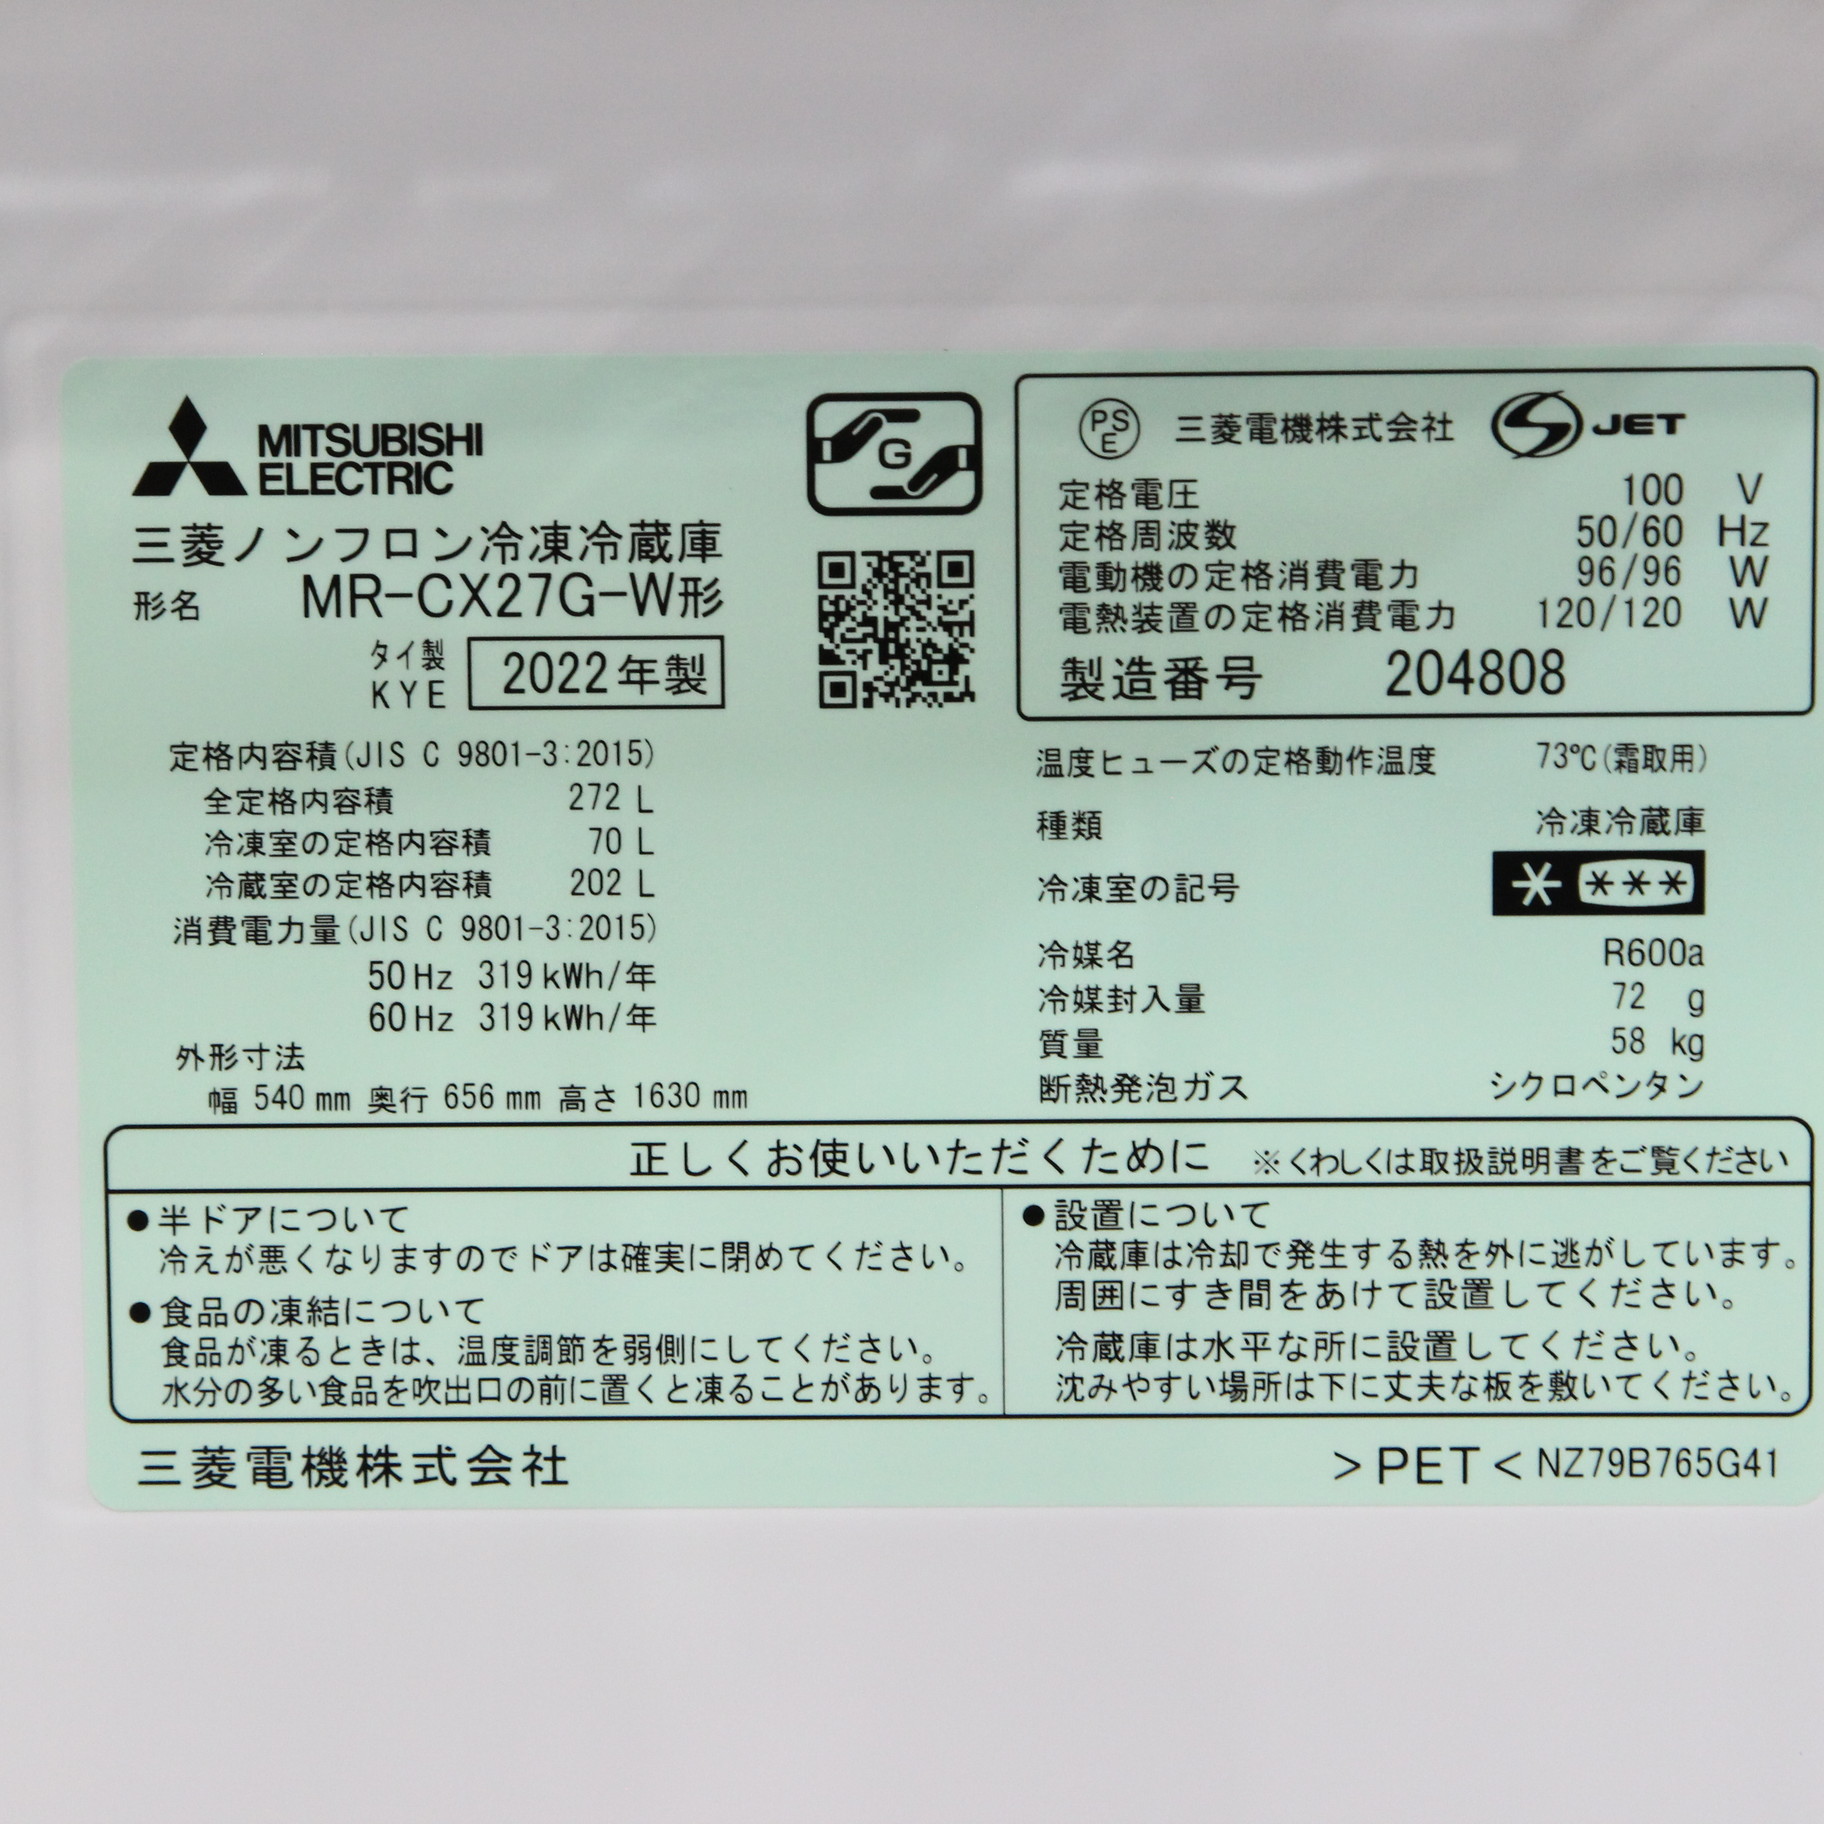 MITSUBISHI
ELECTRIC
三菱ノンフロン冷凍冷蔵庫
形名 MR-CX27G-W形
タイ製
KYE
2022年製
G
定格内容積(JIS C 9801-3:2015)
全定格内容積 272 L
冷凍室の定格内容積 70 L
冷蔵室の定格内容積 202 L
消費電力量(JIS C 9801-3:2015)
50Hz 319kWh/年
60Hz 319kWh/年
外形寸法
幅 540 mm 奥行 656 mm 高さ 1630 mm
PS
E
三菱電機株式会社 JET
定格電圧 100 V
定格周波数 50/60 Hz
電動機の定格消費電力 96/96 W
電熱装置の定格消費電力 120/120 W
製造番号 204808
温度ヒューズの定格動作温度 73℃(霜取用)
種類 冷凍冷蔵庫
冷凍室の記号 * ***
冷媒名 R600a
冷媒封入量 72 g
質量 58 kg
断熱発泡ガス シクロペンタン
正しくお使いいただくために ※くわしくは取扱説明書をご覧ください
●半ドアについて
冷えが悪くなりますのでドアは確実に閉めてください。
●食品の凍結について
食品が凍るときは、温度調節を弱側にしてください。
水分の多い食品を吹出口の前に置くと凍ることがあります。
●設置について
冷蔵庫は冷却で発生する熱を外に逃がしています。
周囲にすき間をあけて設置してください。
冷蔵庫は水平な所に設置してください。
沈みやすい場所は下に丈夫な板を敷いてください。
三菱電機株式会社
>PET< NZ79B765G41